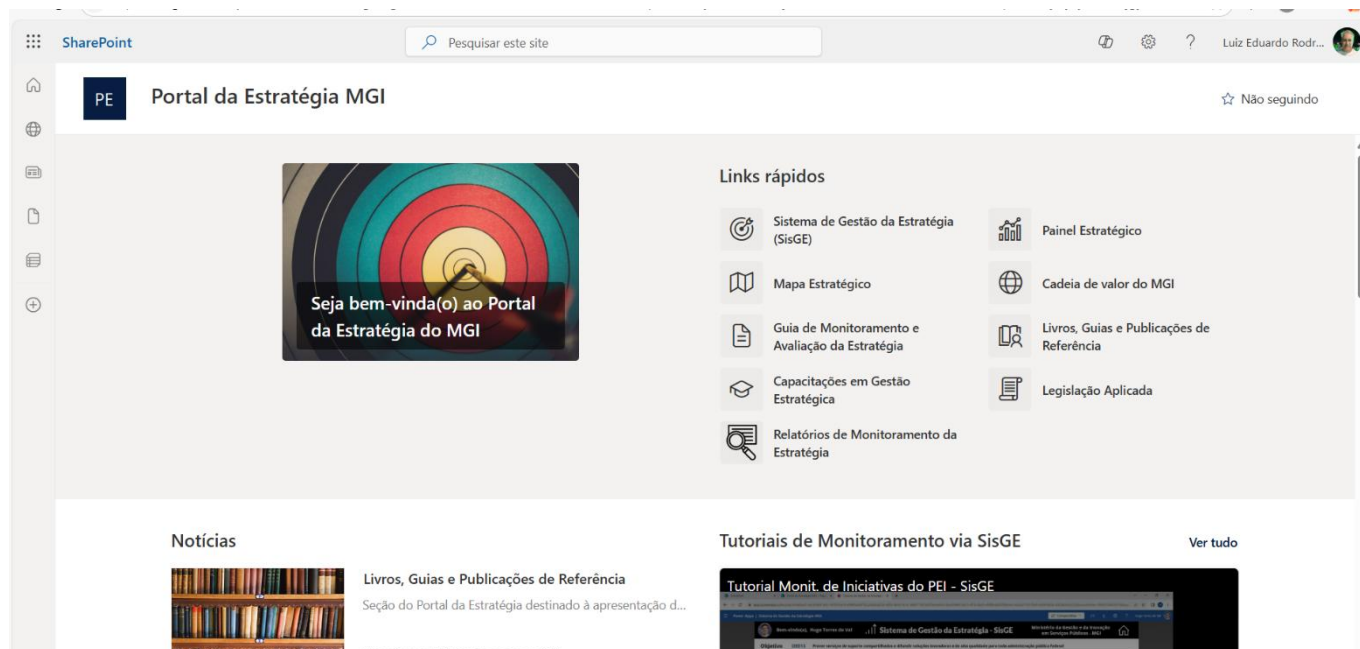 SharePoint
Pesquisar este site
?
Luiz Eduardo Rodr...
PE
Portal da Estratégia MGI
Não seguindo
Seja bem-vinda(o) ao Portal
da Estratégia do MGI
Links rápidos
Sistema de Gestão da Estratégia
(SisGE)
Painel Estratégico
Mapa Estratégico
Cadeia de valor do MGI
Guia de Monitoramento e
Avaliação da Estratégia
Livros, Guias e Publicações de
Referência
Capacitações em Gestão
Estratégica
Legislação Aplicada
Relatórios de Monitoramento da
Estratégia
Notícias
Livros, Guias e Publicações de Referência
Seção do Portal da Estratégia destinado à apresentação d...
Tutoriais de Monitoramento via SisGE
Ver tudo
Tutorial Monit. de Iniciativas do PEI - SisGE
Sistema de Gestão da Estratégia - SisGE